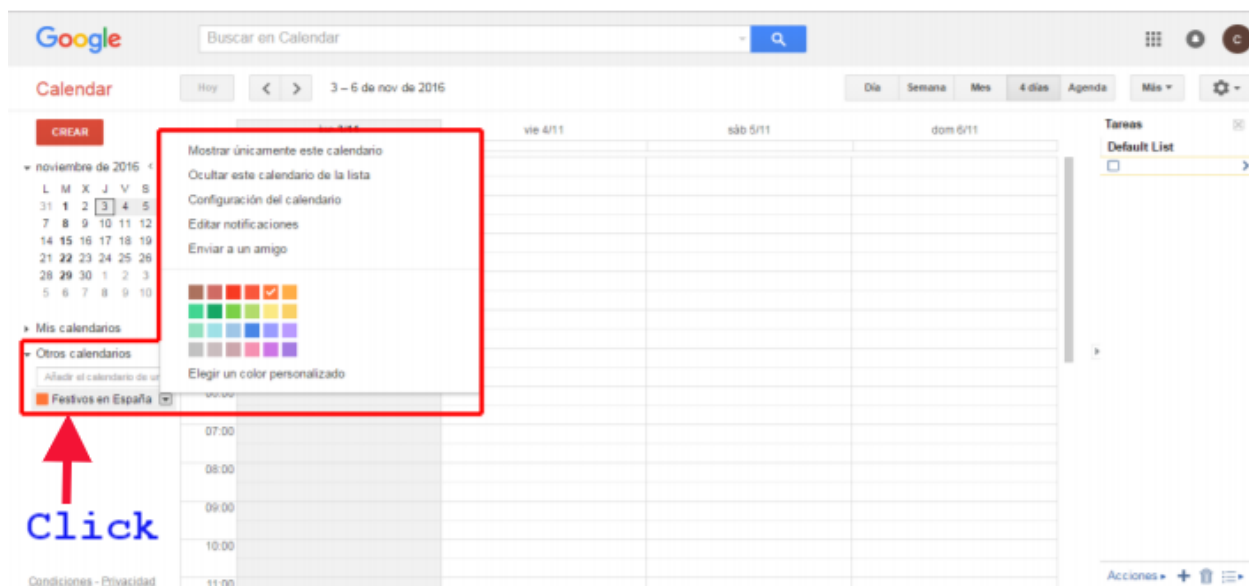 Google
Buscar en Calendar
C
Calendar
Hoy
3 – 6 de nov de 2016
Día Semana Mes 4 días Agenda Más
CREAR
vie 4/11 sáb 5/11 dom 6/11
Tareas
Default List
noviembre de 2016
L M X J V S
31 1 2 3 4 5
7 8 9 10 11 12
14 15 16 17 18 19
21 22 23 24 25 26
28 29 30 1 2 3
5 6 7 8 9 10
Mis calendarios
Otros calendarios
Añadir el calendario de un
Festivos en España
Mostrar únicamente este calendario
Ocultar este calendario de la lista
Configuración del calendario
Editar notificaciones
Enviar a un amigo
Elegir un color personalizado
07:00
08:00
09:00
10:00
11:00
Click
Condiciones - Privacidad
Acciones